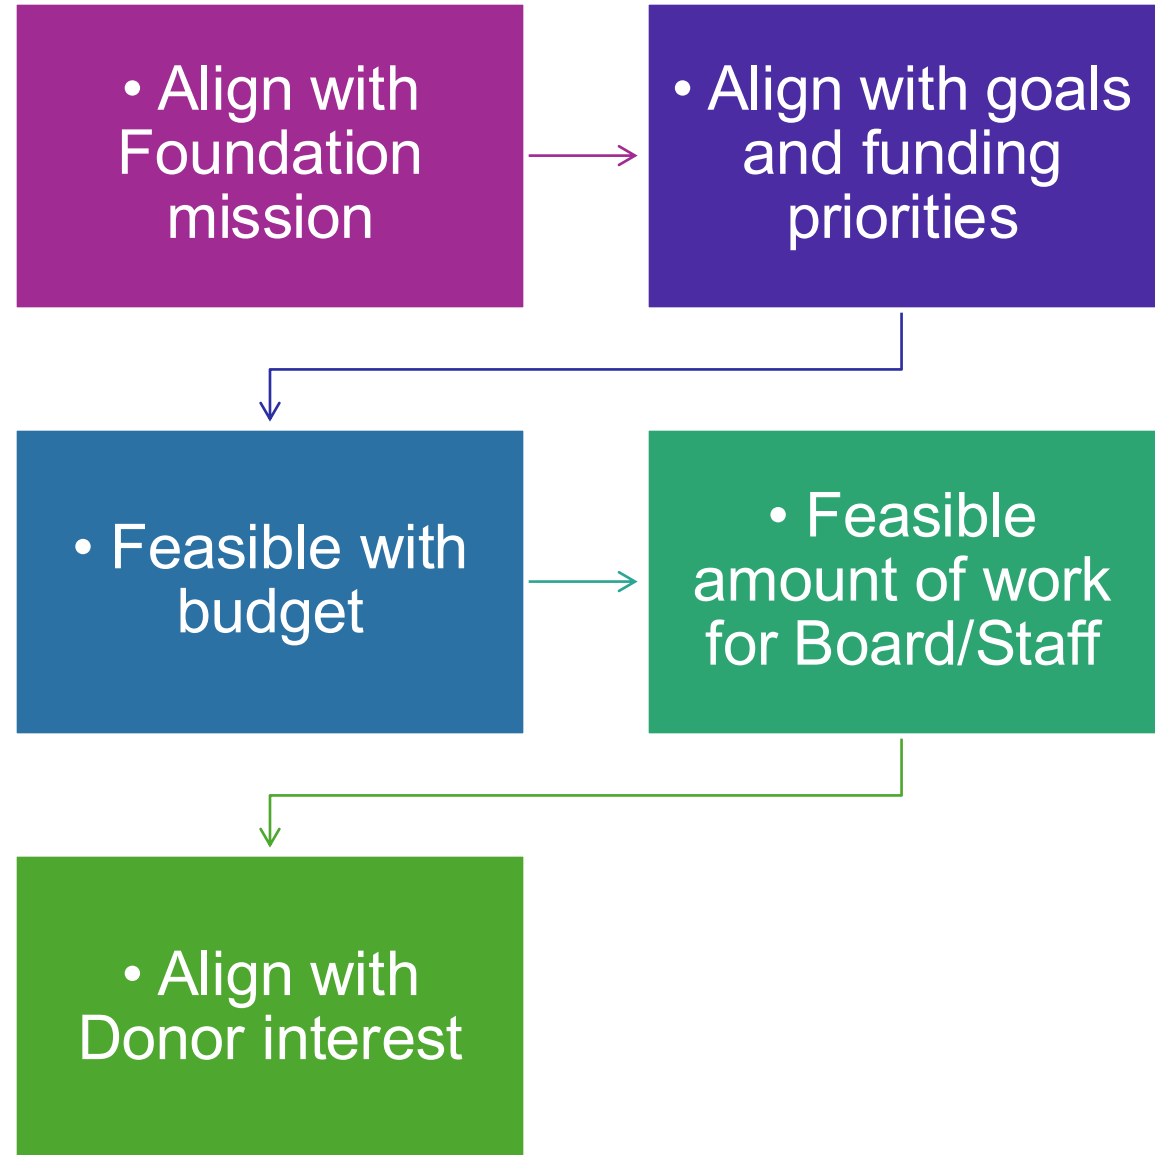 • Align with
Foundation
mission
• Align with goals
and funding
priorities
• Feasible with
budget
• Feasible
amount of work
for Board/Staff
• Align with
Donor interest